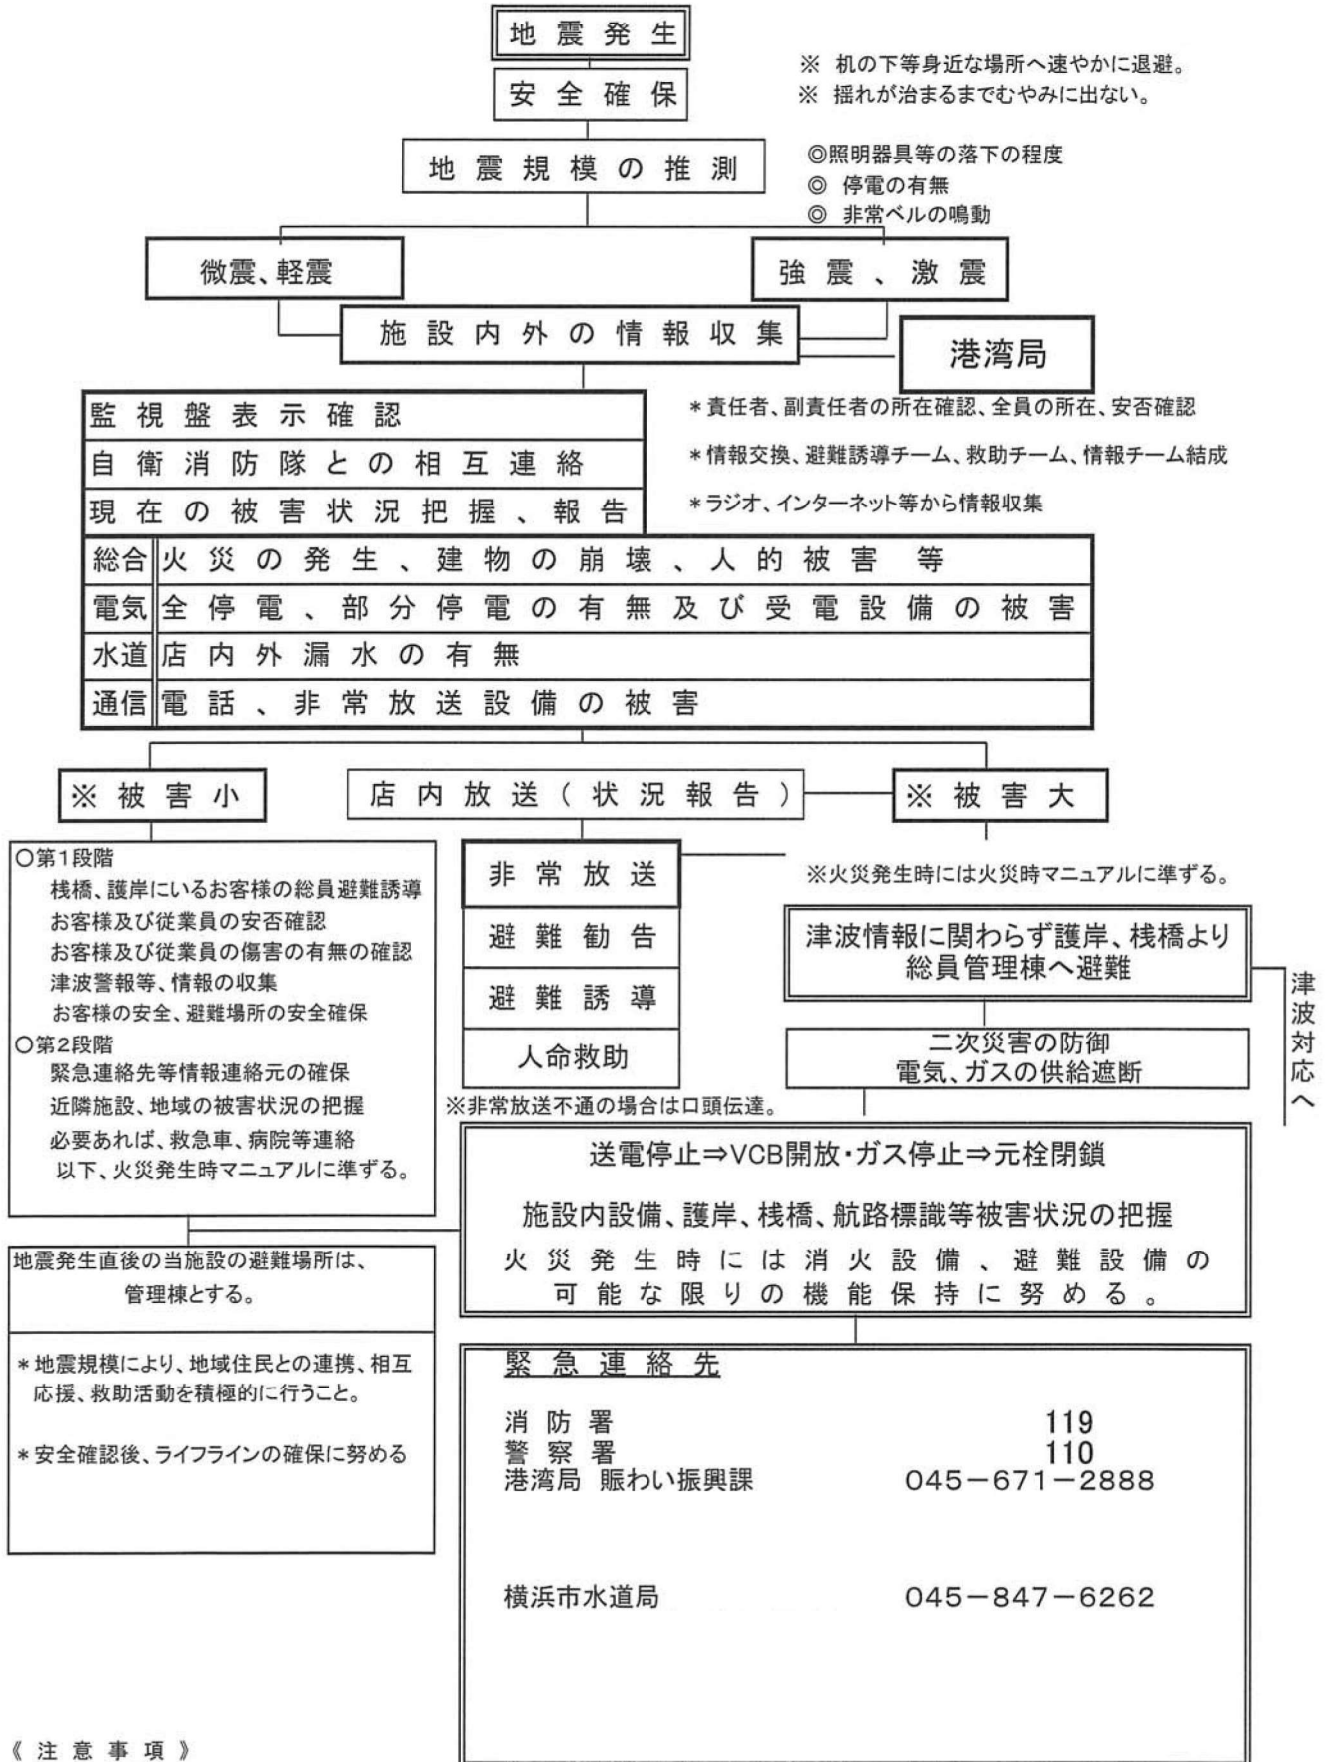 地震発生
安全確保
※ 机の下等身近な場所へ速やかに退避。
※ 揺れが治まるまでむやみに出ない。
地震規模の推測
◎照明器具等の落下の程度
◎ 停電の有無
◎ 非常ベルの鳴動
微震、軽震
強震、激震
施設内外の情報収集
港湾局
監視盤表示確認
自衛消防隊との相互連絡
現在の被害状況把握、報告
*責任者、副責任者の所在確認、全員の所在、安否確認
*情報交換、避難誘導チーム、救助チーム、情報チーム結成
*ラジオ、インターネット等から情報収集
総合 火災の発生、建物の崩壊、人的被害 等
電気 全停電、部分停電の有無及び受電設備の被害
水道 店内外漏水の有無
通信 電話、非常放送設備の被害
※被害小
店内放送(状況報告)
※被害大
○第1段階
桟橋、護岸にいるお客様の総員避難誘導
お客様及び従業員の安否確認
お客様及び従業員の傷害の有無の確認
津波警報等、情報の収集
お客様の安全、避難場所の安全確保
○第2段階
緊急連絡先等情報連絡元の確保
近隣施設、地域の被害状況の把握
必要あれば、救急車、病院等連絡
以下、火災発生時マニュアルに準ずる。
非常放送
避難勧告
避難誘導
人命救助
※非常放送不通の場合は口頭伝達。
※火災発生時には火災時マニュアルに準ずる。
津波情報に関わらず護岸、桟橋より
総員管理棟へ避難
津波対応へ
二次災害の防御
電気、ガスの供給遮断
送電停止⇒VCB開放・ガス停止⇒元栓閉鎖
施設内設備、護岸、桟橋、航路標識等被害状況の把握
火災発生時には消火設備、避難設備の
可能な限りの機能保持に努める。
地震発生直後の当施設の避難場所は、
管理棟とする。
*地震規模により、地域住民との連携、相互
応援、救助活動を積極的に行うこと。
*安全確認後、ライフラインの確保に努める
緊急連絡先
消防署 119
警察署 110
港湾局 賑わい振興課 045-671-2888
横浜市水道局 045-847-6262
《注意事項》